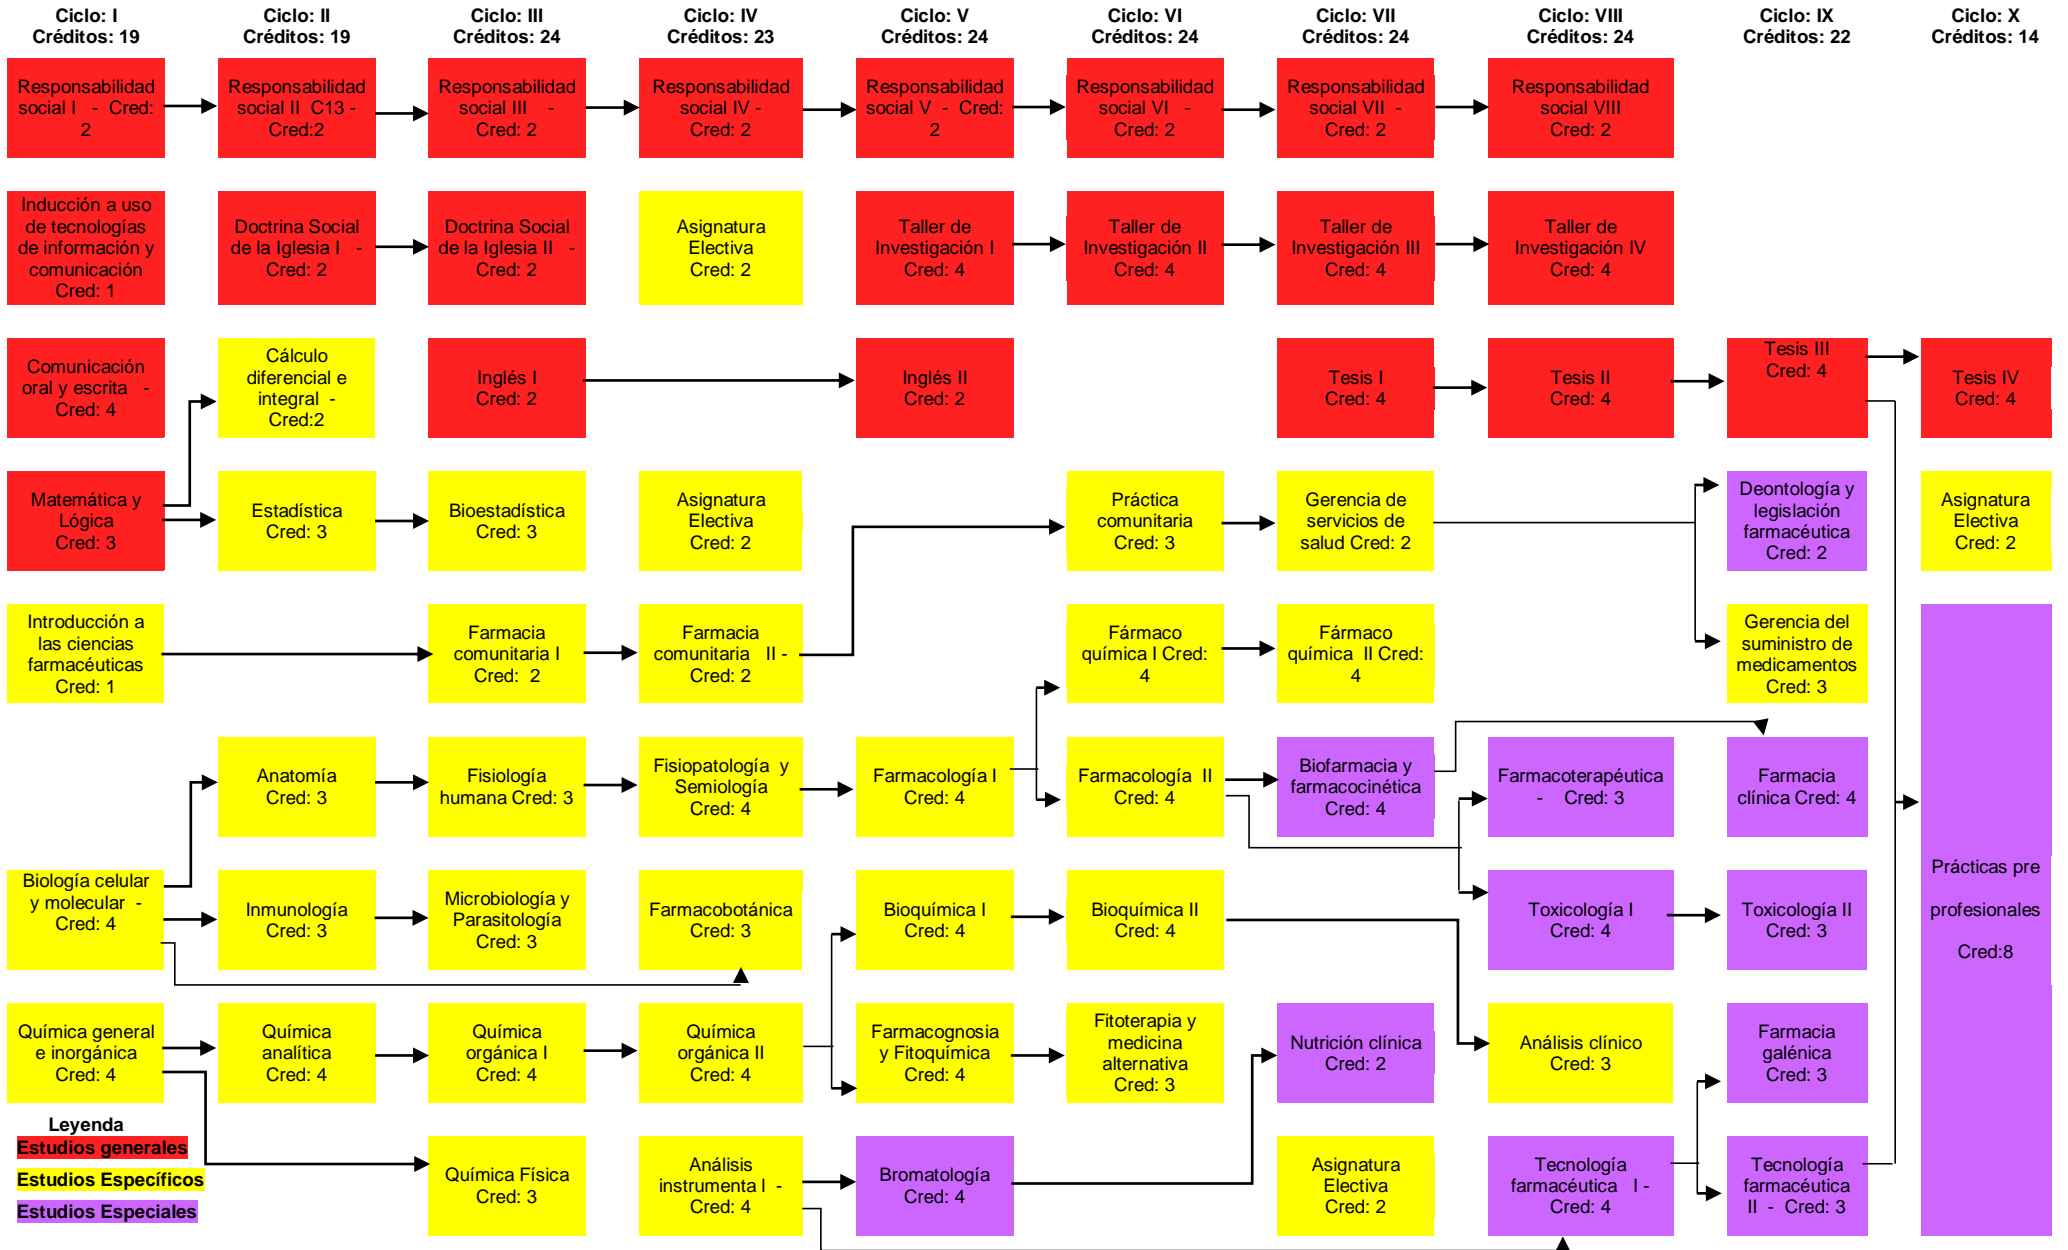 Ciclo: I
Créditos: 19
Ciclo: II
Créditos: 19
Ciclo: III
Créditos: 24
Ciclo: IV
Créditos: 23
Ciclo: V
Créditos: 24
Ciclo: VI
Créditos: 24
Ciclo: VII
Créditos: 24
Ciclo: VIII
Créditos: 24
Ciclo: IX
Créditos: 22
Ciclo: X
Créditos: 14
Responsabilidad
social I - Cred:
2
Responsabilidad
social II C13 -
Cred:2
Responsabilidad
social III -
Cred: 2
Responsabilidad
social IV -
Cred: 2
Responsabilidad
social V - Cred:
2
Responsabilidad
social VI -
Cred: 2
Responsabilidad
social VII -
Cred: 2
Responsabilidad
social VIII
Cred: 2
Inducción a uso
de tecnologías
de información y
comunicación
Cred: 1
Doctrina Social
de la Iglesia I -
Cred: 2
Doctrina Social
de la Iglesia II -
Cred: 2
Asignatura
Electiva
Cred: 2
Taller de
Investigación I
Cred: 4
Taller de
Investigación II
Cred: 4
Taller de
Investigación III
Cred: 4
Taller de
Investigación IV
Cred: 4
Comunicación
oral y escrita -
Cred: 4
Cálculo
diferencial e
integral -
Cred:2
Inglés I
Cred: 2
Inglés II
Cred: 2
Tesis I
Cred: 4
Tesis II
Cred: 4
Tesis III
Cred: 4
Tesis IV
Cred: 4
Matemática y
Lógica
Cred: 3
Estadística
Cred: 3
Bioestadística
Cred: 3
Asignatura
Electiva
Cred: 2
Práctica
comunitaria
Cred: 3
Gerencia de
servicios de
salud Cred: 2
Deontología y
legislación
farmacéutica
Cred: 2
Asignatura
Electiva
Cred: 2
Introducción a
las ciencias
farmacéuticas
Cred: 1
Farmacia
comunitaria I
Cred: 2
Farmacia
comunitaria II -
Cred: 2
Fármaco
química I Cred:
4
Fármaco
química II Cred:
4
Gerencia del
suministro de
medicamentos
Cred: 3
Anatomía
Cred: 3
Fisiología
humana Cred: 3
Fisiopatología y
Semiología
Cred: 4
Farmacología I
Cred: 4
Farmacología II
Cred: 4
Biofarmacia y
farmacocinética
Cred: 4
Farmacoterapéutica
- Cred: 3
Farmacia
clínica Cred: 4
Prácticas pre
profesionales
Cred:8
Biología celular
y molecular -
Cred: 4
Inmunología
Cred: 3
Microbiología y
Parasitología
Cred: 3
Farmacobotánica
Cred: 3
Bioquímica I
Cred: 4
Bioquímica II
Cred: 4
Toxicología I
Cred: 4
Toxicología II
Cred: 3
Química general
e inorgánica
Cred: 4
Química
analítica
Cred: 4
Química
orgánica I
Cred: 4
Química
orgánica II
Cred: 4
Farmacognosia
y Fitoquímica
Cred: 4
Fitoterapia y
medicina
alternativa
Cred: 3
Nutrición clínica
Cred: 2
Análisis clínico
Cred: 3
Farmacia
galénica
Cred: 3
Leyenda
Estudios generales
Estudios Específicos
Estudios Especiales
Química Física
Cred: 3
Análisis
instrumenta l -
Cred: 4
Bromatología
Cred: 4
Asignatura
Electiva
Cred: 2
Tecnología
farmacéutica I -
Cred: 4
Tecnología
farmacéutica
II - Cred: 3